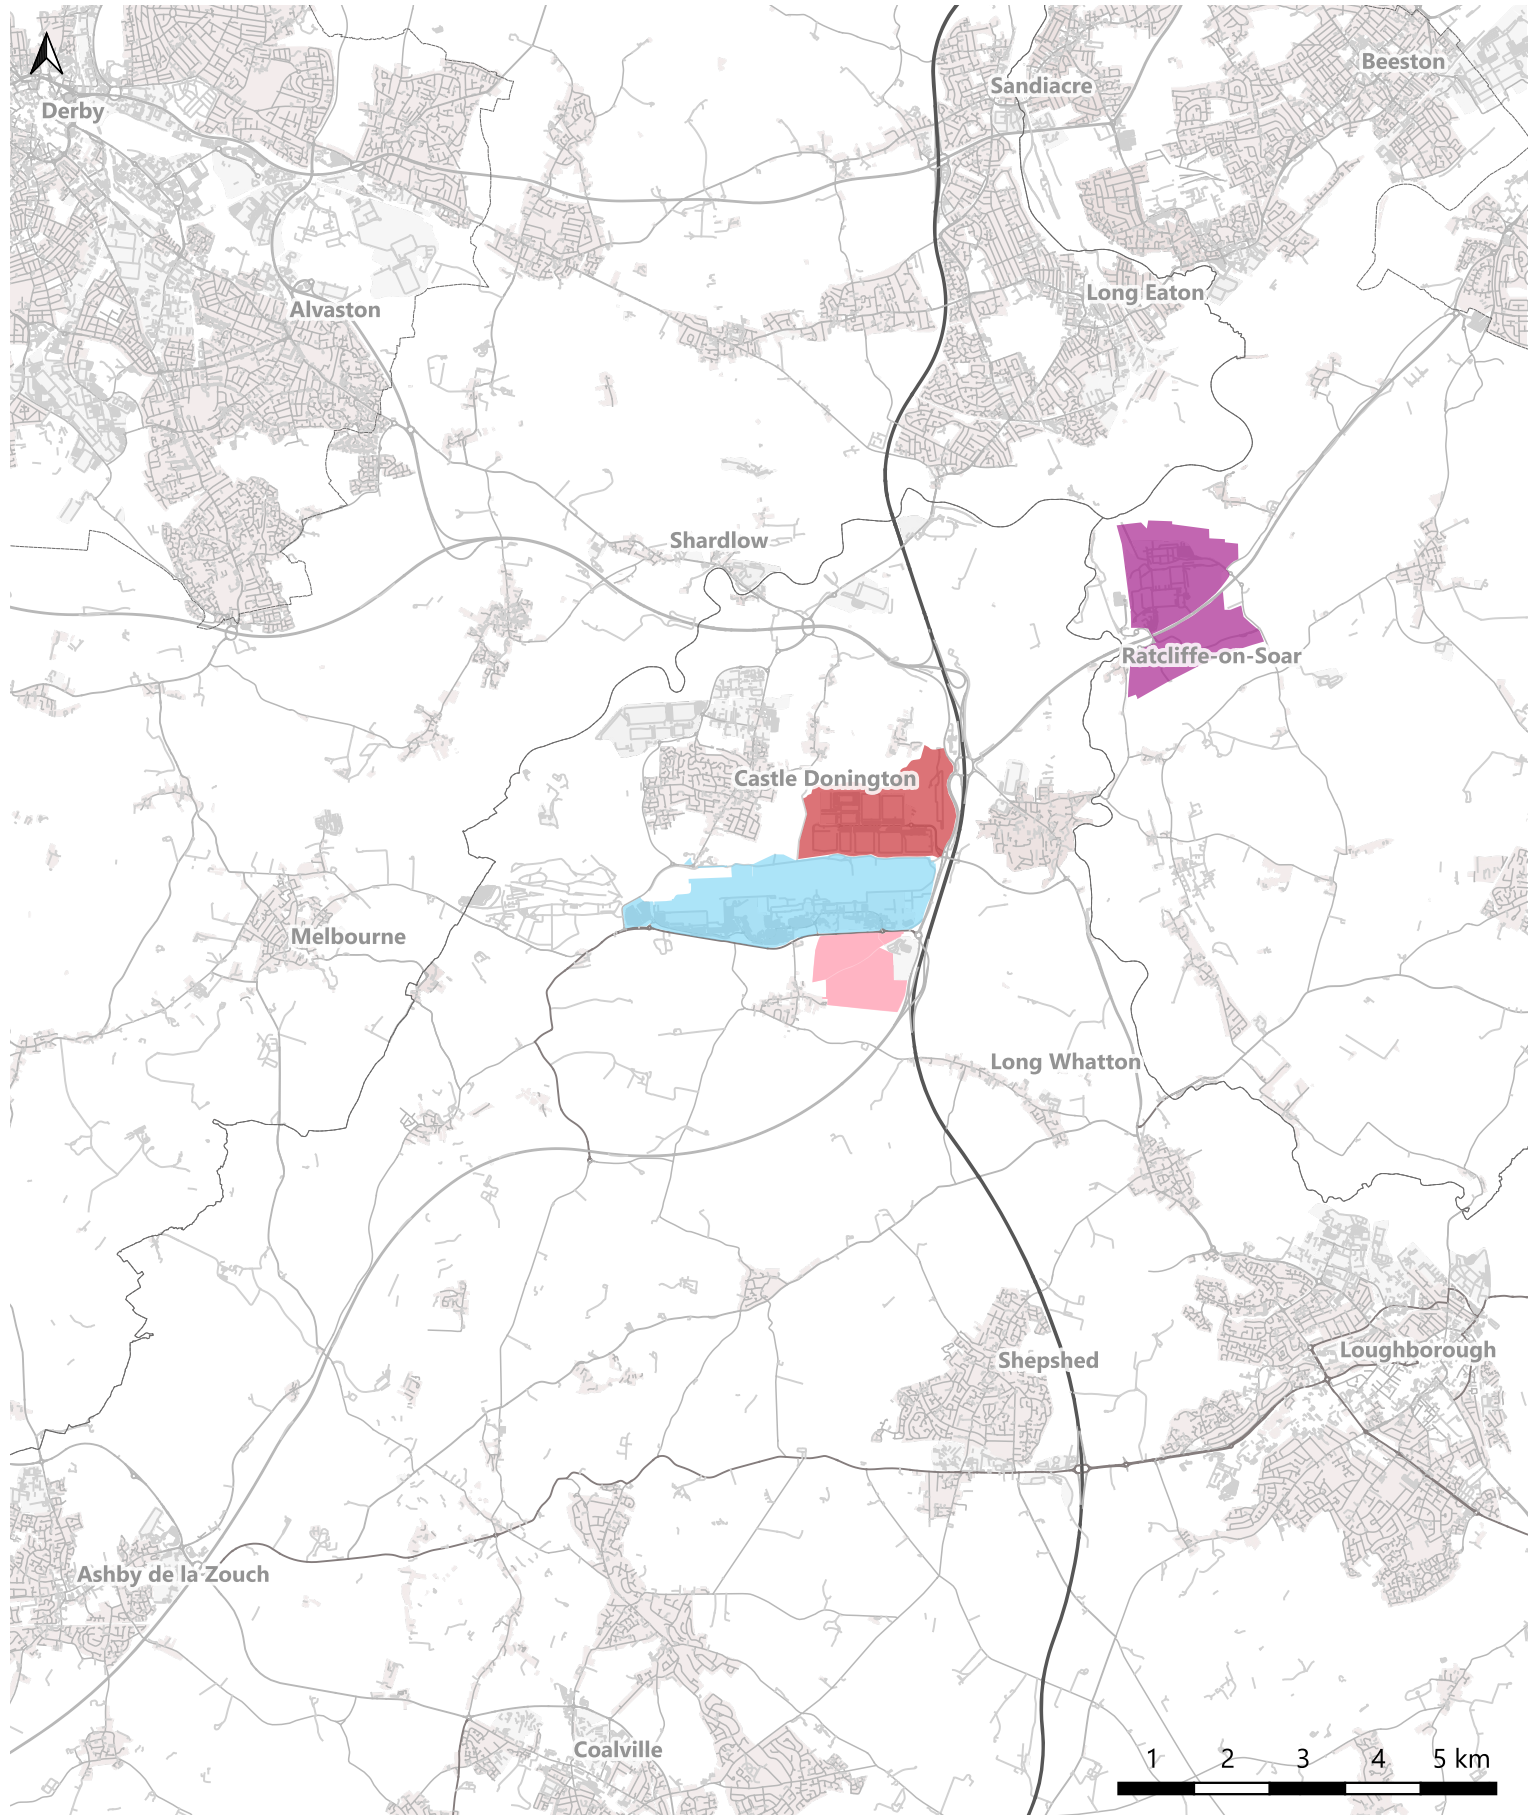 Beeston
Sandiacre
Derby
Long Eaton
Alvaston
Shardlow
Ratcliffe-on-Soar
Castle Donington
Melbourne
Long Whatton
Loughborough
Shepshed
Ashby de la Zouch
Coalville
1 2 3 4 5 km